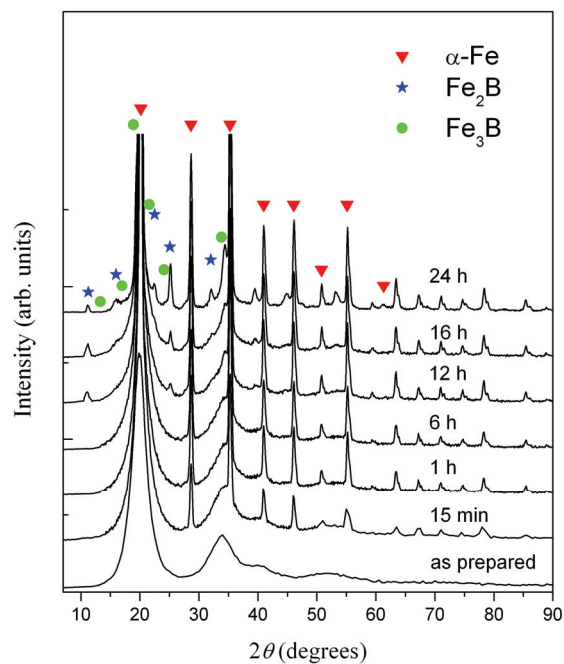 α-Fe
Fe₂B
Fe₃B
24 h
16 h
12 h
6 h
1 h
15 min
as prepared
Intensity (arb. units)
10 20 30 40 50 60 70 80 90
2θ (degrees)